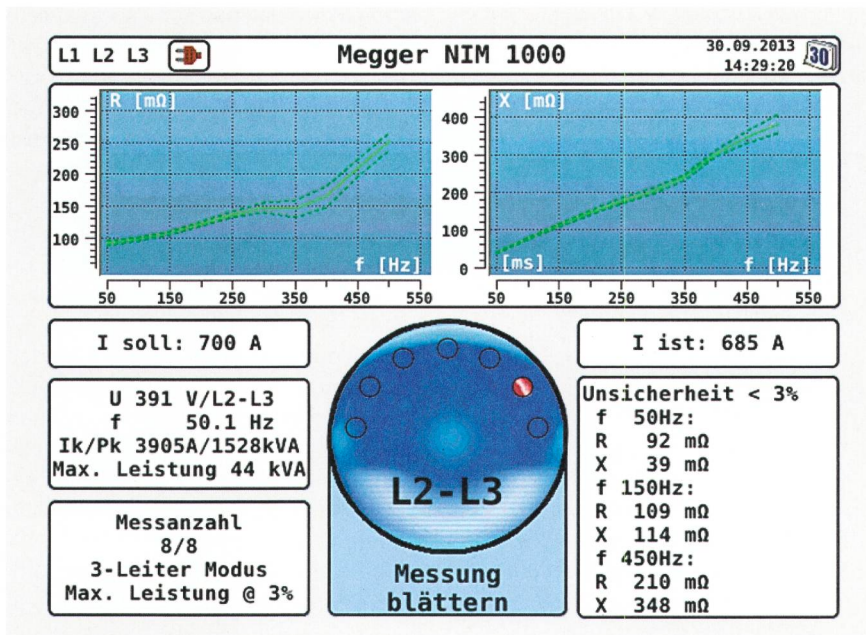 L1 L2 L3
Megger NIM 1000
30.09.2013
14:29:20
30
R [mΩ]
300
250
200
150
100
f [Hz]
50 150 250 350 450 550
X [mΩ]
400
300
200
100
0
[ms]
f [Hz]
50 150 250 350 450 550
I soll: 700 A
I ist: 685 A
U 391 V/L2-L3
f 50.1 Hz
Ik/Pk 3905A/1528kVA
Max. Leistung 44 kVA
Messanzahl
8/8
3-Leiter Modus
Max. Leistung @ 3%
L2-L3
Messung
blättern
Unsicherheit < 3%
f 50Hz:
R 92 mΩ
X 39 mΩ
f 150Hz:
R 109 mΩ
X 114 mΩ
f 450Hz:
R 210 mΩ
X 348 mΩ